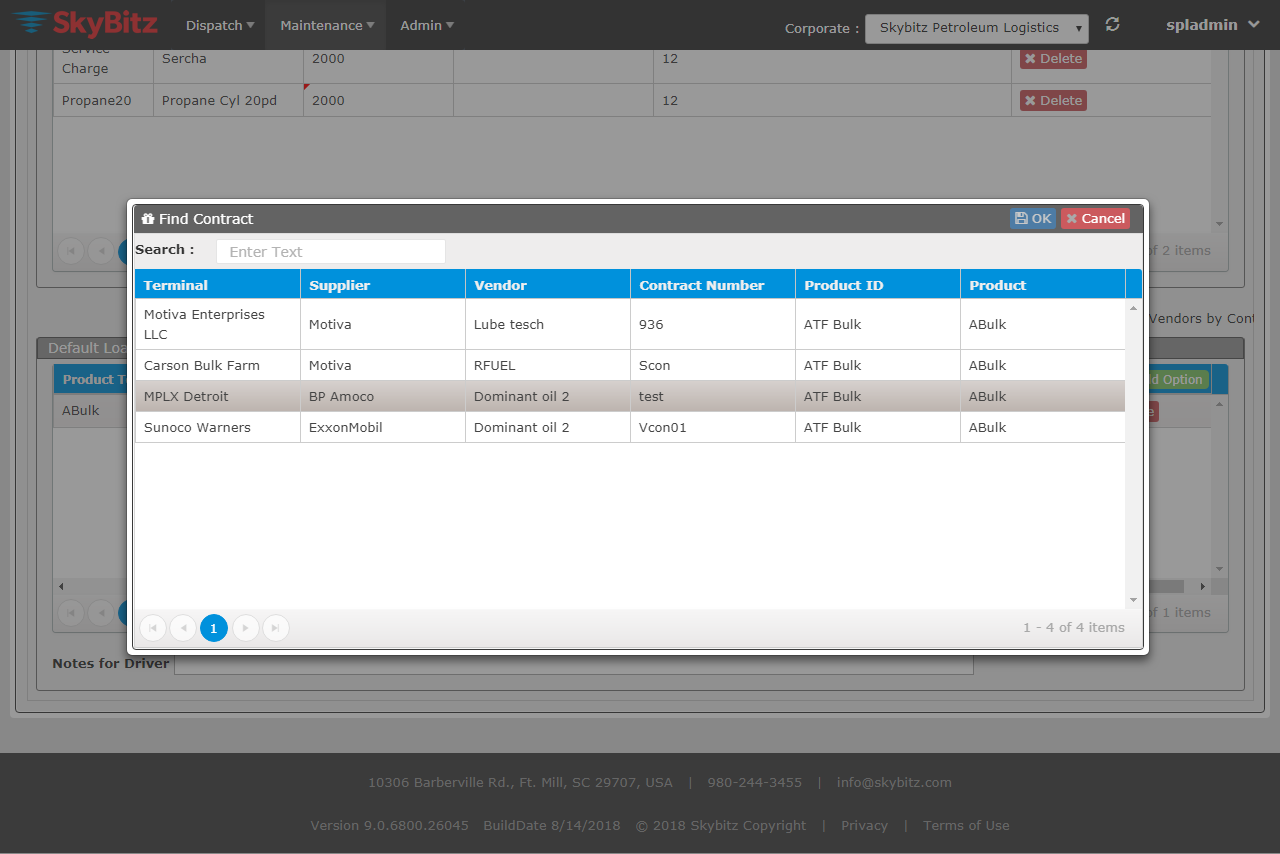 SkyBitz Dispatch Maintenance Admin Corporate : Skybitz Petroleum Logistics spladmin
Service Charge Sercha 2000 12 Delete
Propane20 Propane Cyl 20pd 2000 12 Delete
Find Contract OK Cancel
Search : Enter Text
of 2 items
Terminal Supplier Vendor Contract Number Product ID Product
Motiva Enterprises LLC Motiva Lube tesch 936 ATF Bulk ABulk
Vendors by Cont
Default Loa
Carson Bulk Farm Motiva RFUEL Scon ATF Bulk ABulk
Product T
d Option
MPLX Detroit BP Amoco Dominant oil 2 test ATF Bulk ABulk
ABulk
e
Sunoco Warners ExxonMobil Dominant oil 2 Vcon01 ATF Bulk ABulk
1 1 - 4 of 4 items
of 1 items
Notes for Driver
10306 Barberville Rd., Ft. Mill, SC 29707, USA | 980-244-3455 | info@skybitz.com
Version 9.0.6800.26045 BuildDate 8/14/2018 © 2018 Skybitz Copyright | Privacy | Terms of Use